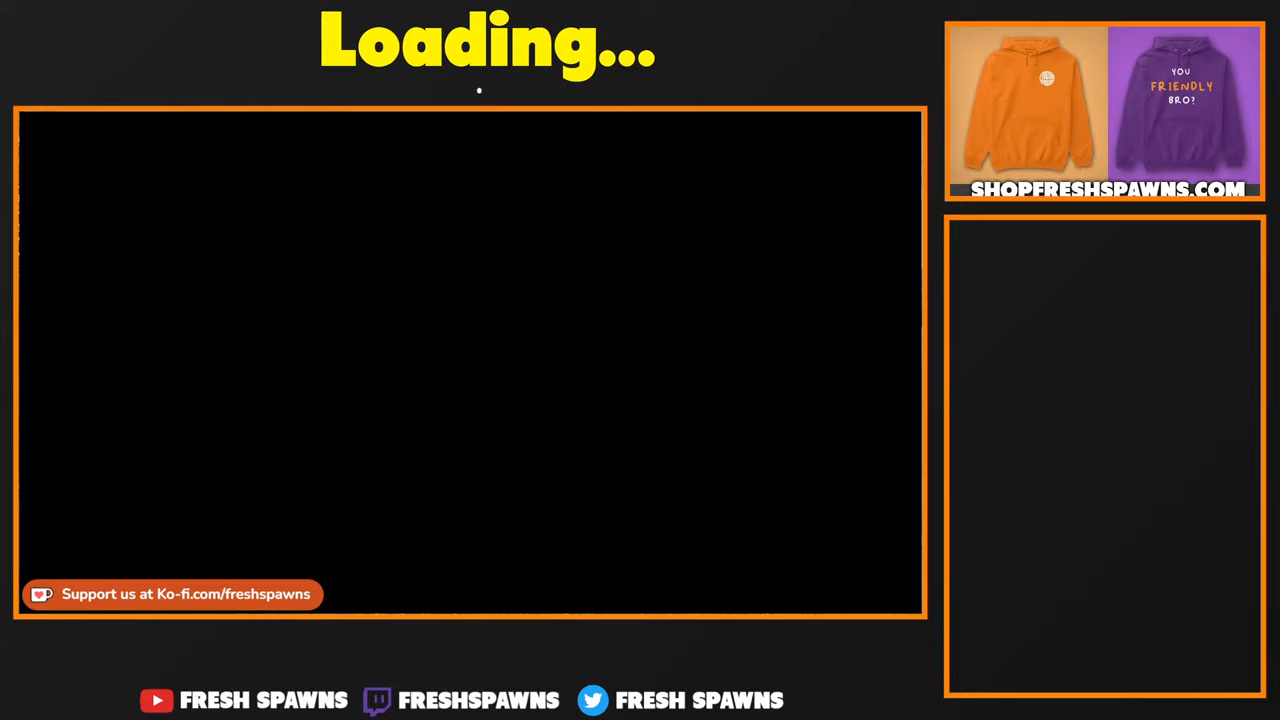 Loading...
YOU
FRIENDLY
BRO?
SHOPFRESHSPAWNS.COM
Support us at Ko-fi.com/freshspawns
FRESH SPAWNS
FRESHSPAWNS
FRESH SPAWNS